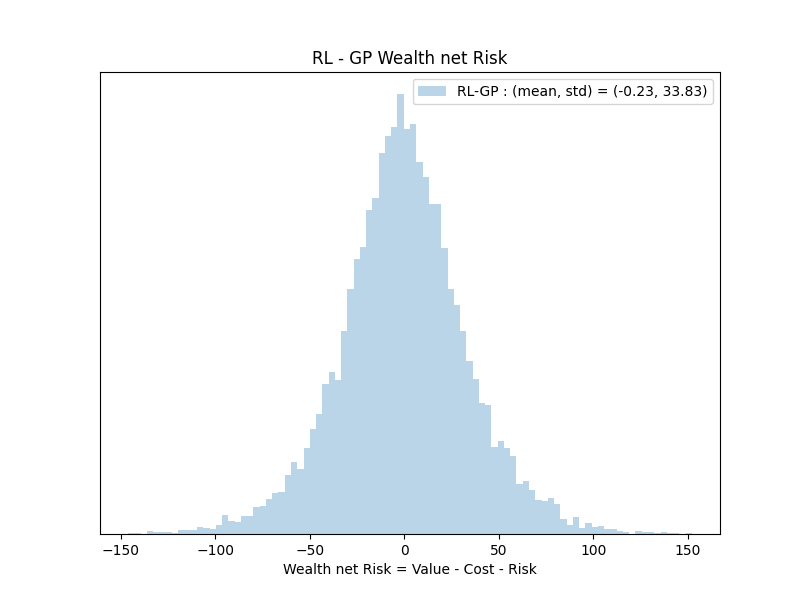 RL - GP Wealth net Risk
RL-GP : (mean, std) = (-0.23, 33.83)
−150 −100 −50 0 50 100 150
Wealth net Risk = Value - Cost - Risk